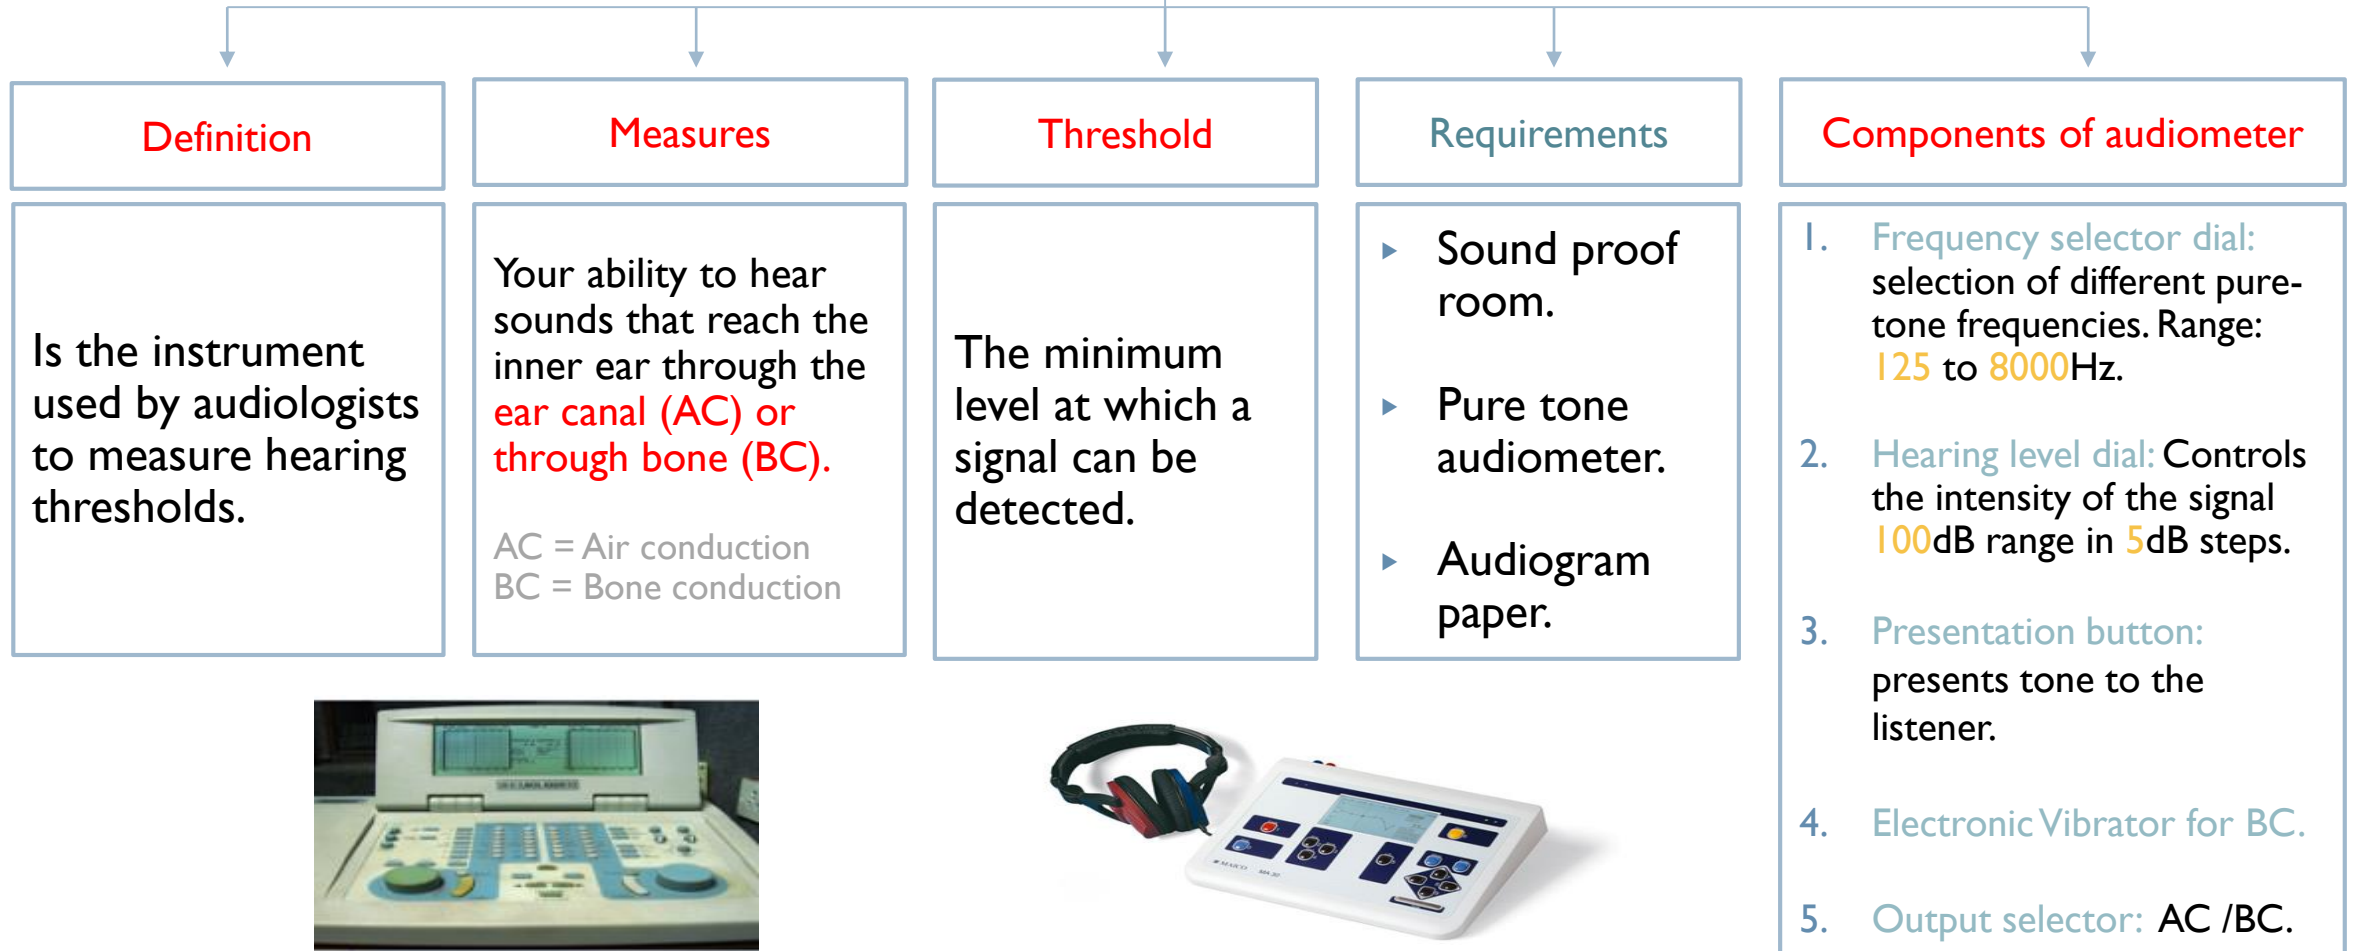 Definition
Measures
Threshold
Requirements
Components of audiometer
Is the instrument
used by audiologists
to measure hearing
thresholds.
Your ability to hear
sounds that reach the
inner ear through the
ear canal (AC) or
through bone (BC).
AC = Air conduction
BC = Bone conduction
The minimum
level at which a
signal can be
detected.
▸ Sound proof
room.
▸ Pure tone
audiometer.
▸ Audiogram
paper.
1. Frequency selector dial:
selection of different pure-
tone frequencies. Range:
125 to 8000Hz.
2. Hearing level dial: Controls
the intensity of the signal
100dB range in 5dB steps.
3. Presentation button:
presents tone to the
listener.
4. Electronic Vibrator for BC.
5. Output selector: AC /BC.
MAICO MA 30